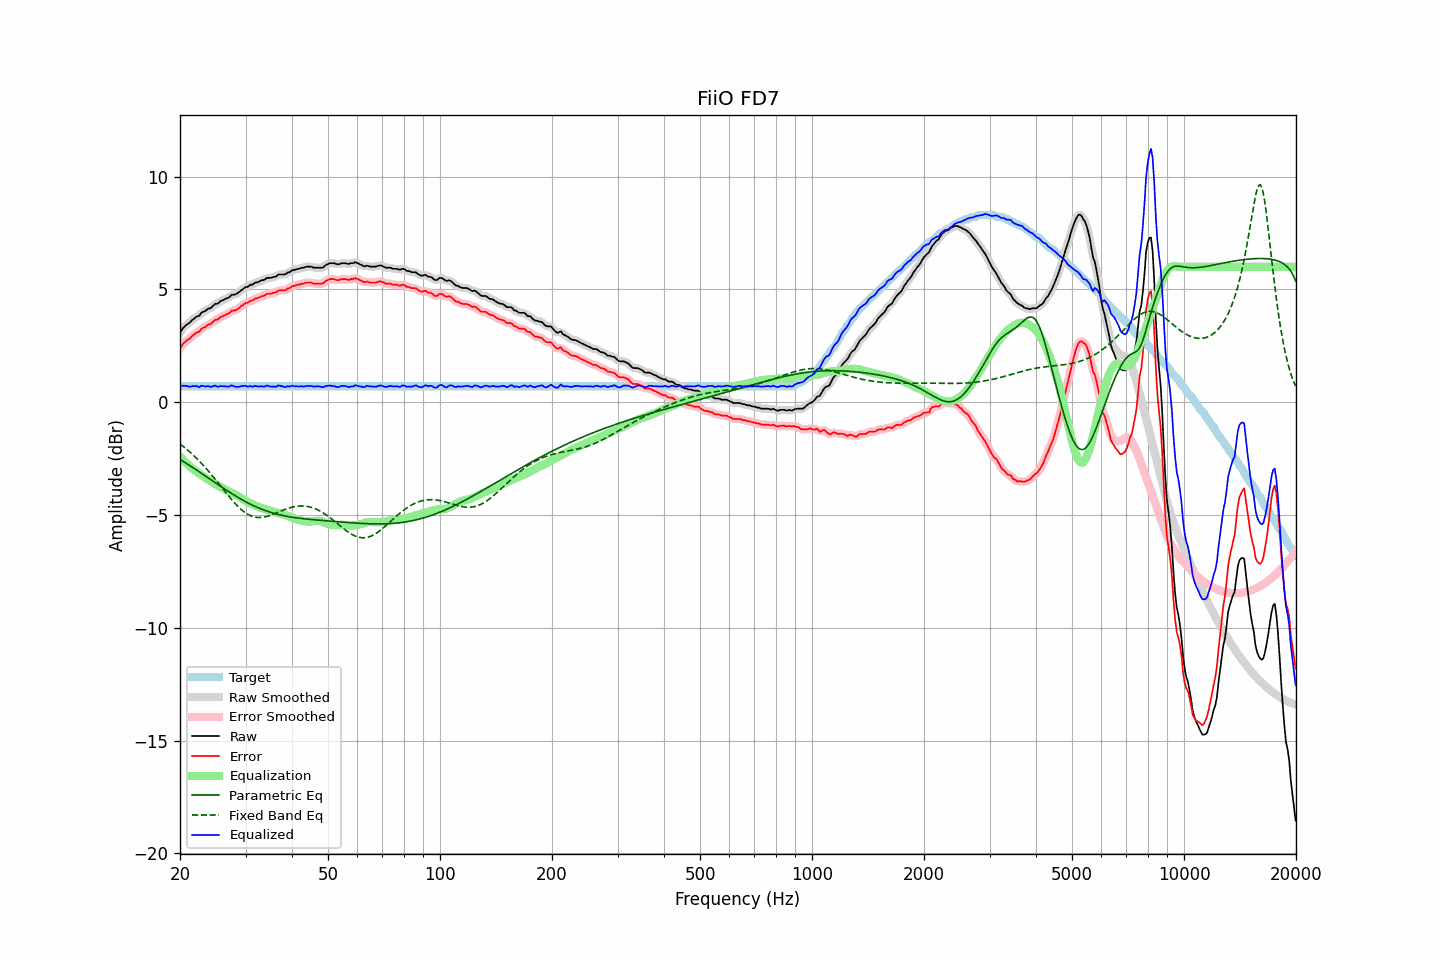 FiiO FD7
Amplitude (dBr)
10
5
0
−5
−10
−15
−20
Target
Raw Smoothed
Error Smoothed
Raw
Error
Equalization
Parametric Eq
Fixed Band Eq
Equalized
20 50 100 200 500 1000 2000 5000 10000 20000
Frequency (Hz)